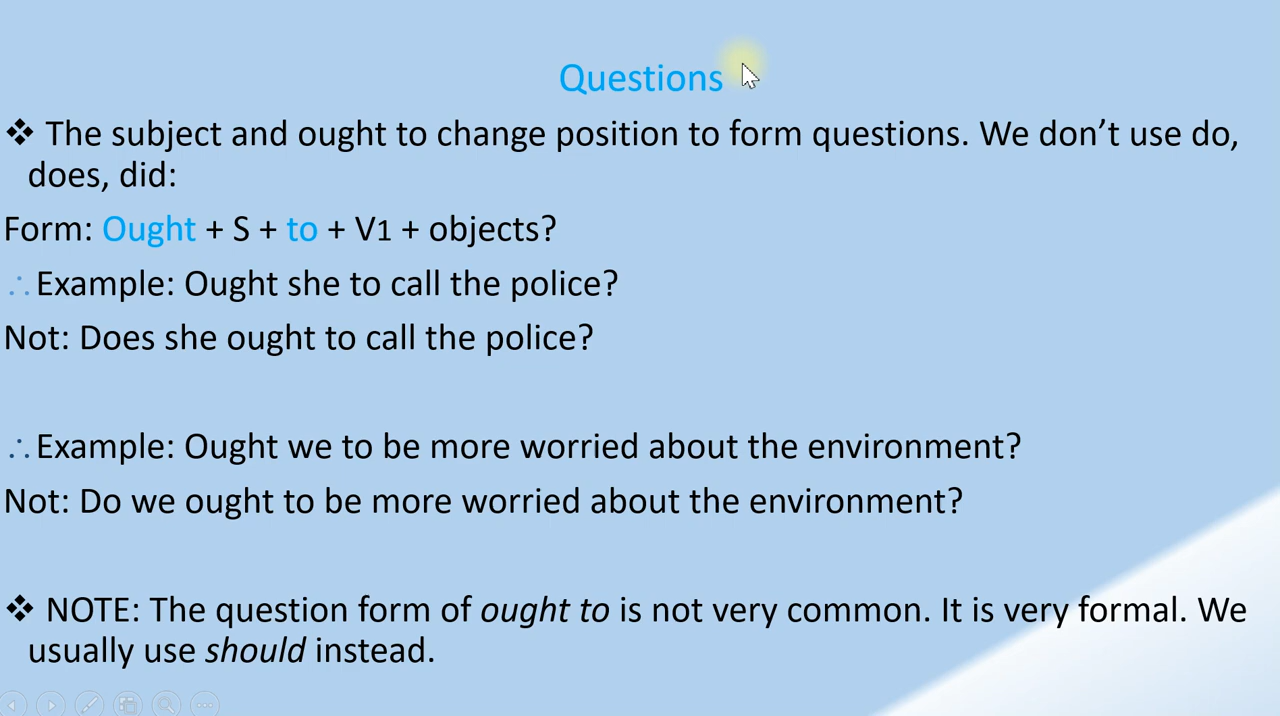 Questions
❖ The subject and ought to change position to form questions. We don’t use do,
does, did:
Form: Ought + S + to + V1 + objects?
∴Example: Ought she to call the police?
Not: Does she ought to call the police?
∴Example: Ought we to be more worried about the environment?
Not: Do we ought to be more worried about the environment?
❖ NOTE: The question form of ought to is not very common. It is very formal. We
usually use should instead.